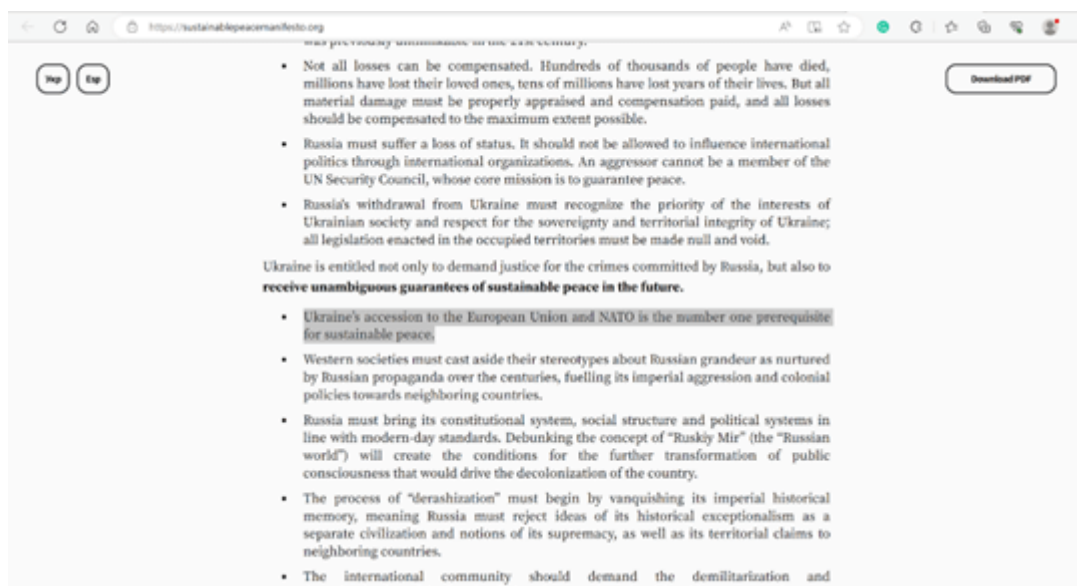 https://sustainablepeacemanifesto.org
was previously unthinkable in the 21st century.
Укр
Esp
Download PDF
• Not all losses can be compensated. Hundreds of thousands of people have died,
millions have lost their loved ones, tens of millions have lost years of their lives. But all
material damage must be properly appraised and compensation paid, and all losses
should be compensated to the maximum extent possible.
• Russia must suffer a loss of status. It should not be allowed to influence international
politics through international organizations. An aggressor cannot be a member of the
UN Security Council, whose core mission is to guarantee peace.
• Russia's withdrawal from Ukraine must recognize the priority of the interests of
Ukrainian society and respect for the sovereignty and territorial integrity of Ukraine;
all legislation enacted in the occupied territories must be made null and void.
Ukraine is entitled not only to demand justice for the crimes committed by Russia, but also to
receive unambiguous guarantees of sustainable peace in the future.
• Ukraine's accession to the European Union and NATO is the number one prerequisite
for sustainable peace.
• Western societies must cast aside their stereotypes about Russian grandeur as nurtured
by Russian propaganda over the centuries, fuelling its imperial aggression and colonial
policies towards neighboring countries.
• Russia must bring its constitutional system, social structure and political systems in
line with modern-day standards. Debunking the concept of "Ruskiy Mir" (the "Russian
world") will create the conditions for the further transformation of public
consciousness that would drive the decolonization of the country.
• The process of "derashization" must begin by vanquishing its imperial historical
memory, meaning Russia must reject ideas of its historical exceptionalism as a
separate civilization and notions of its supremacy, as well as its territorial claims to
neighboring countries.
• The international community should demand the demilitarization and